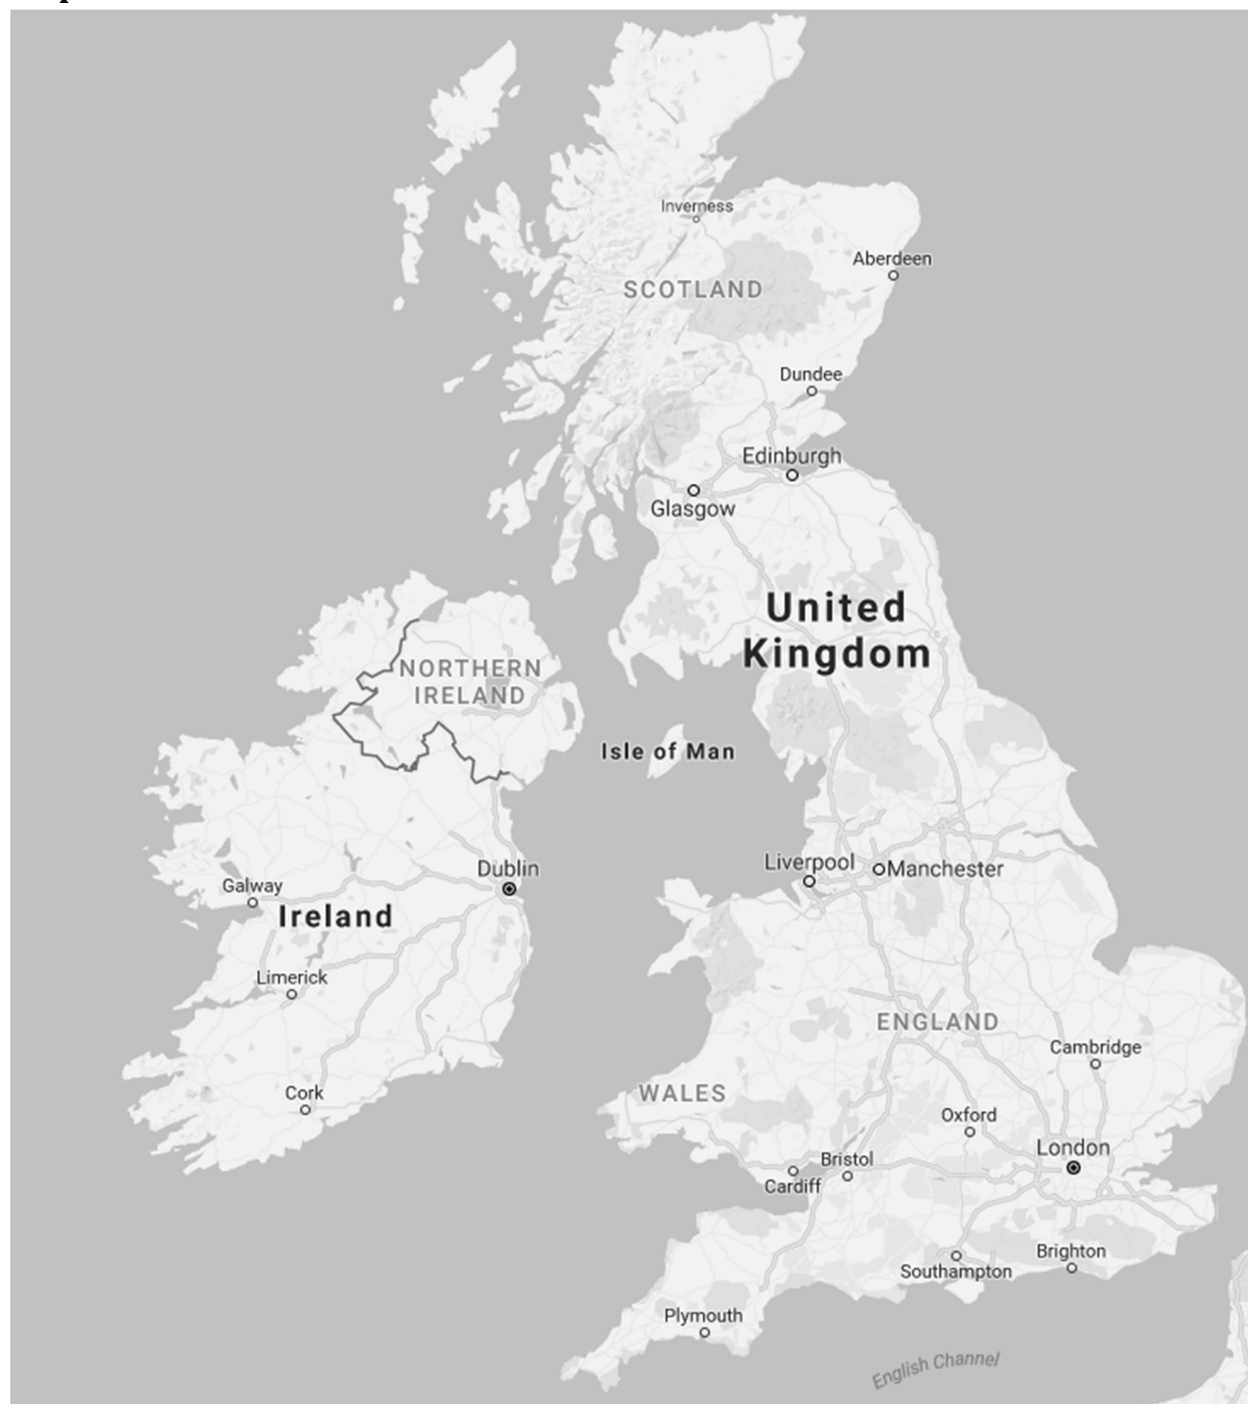 Inverness
Aberdeen
SCOTLAND
Dundee
Edinburgh
Glasgow
United
Kingdom
NORTHERN
IRELAND
Isle of Man
Liverpool
Manchester
Dublin
Galway
Ireland
Limerick
ENGLAND
Cambridge
WALES
Cork
Oxford
London
Bristol
Cardiff
Brighton
Southampton
Plymouth
English Channel